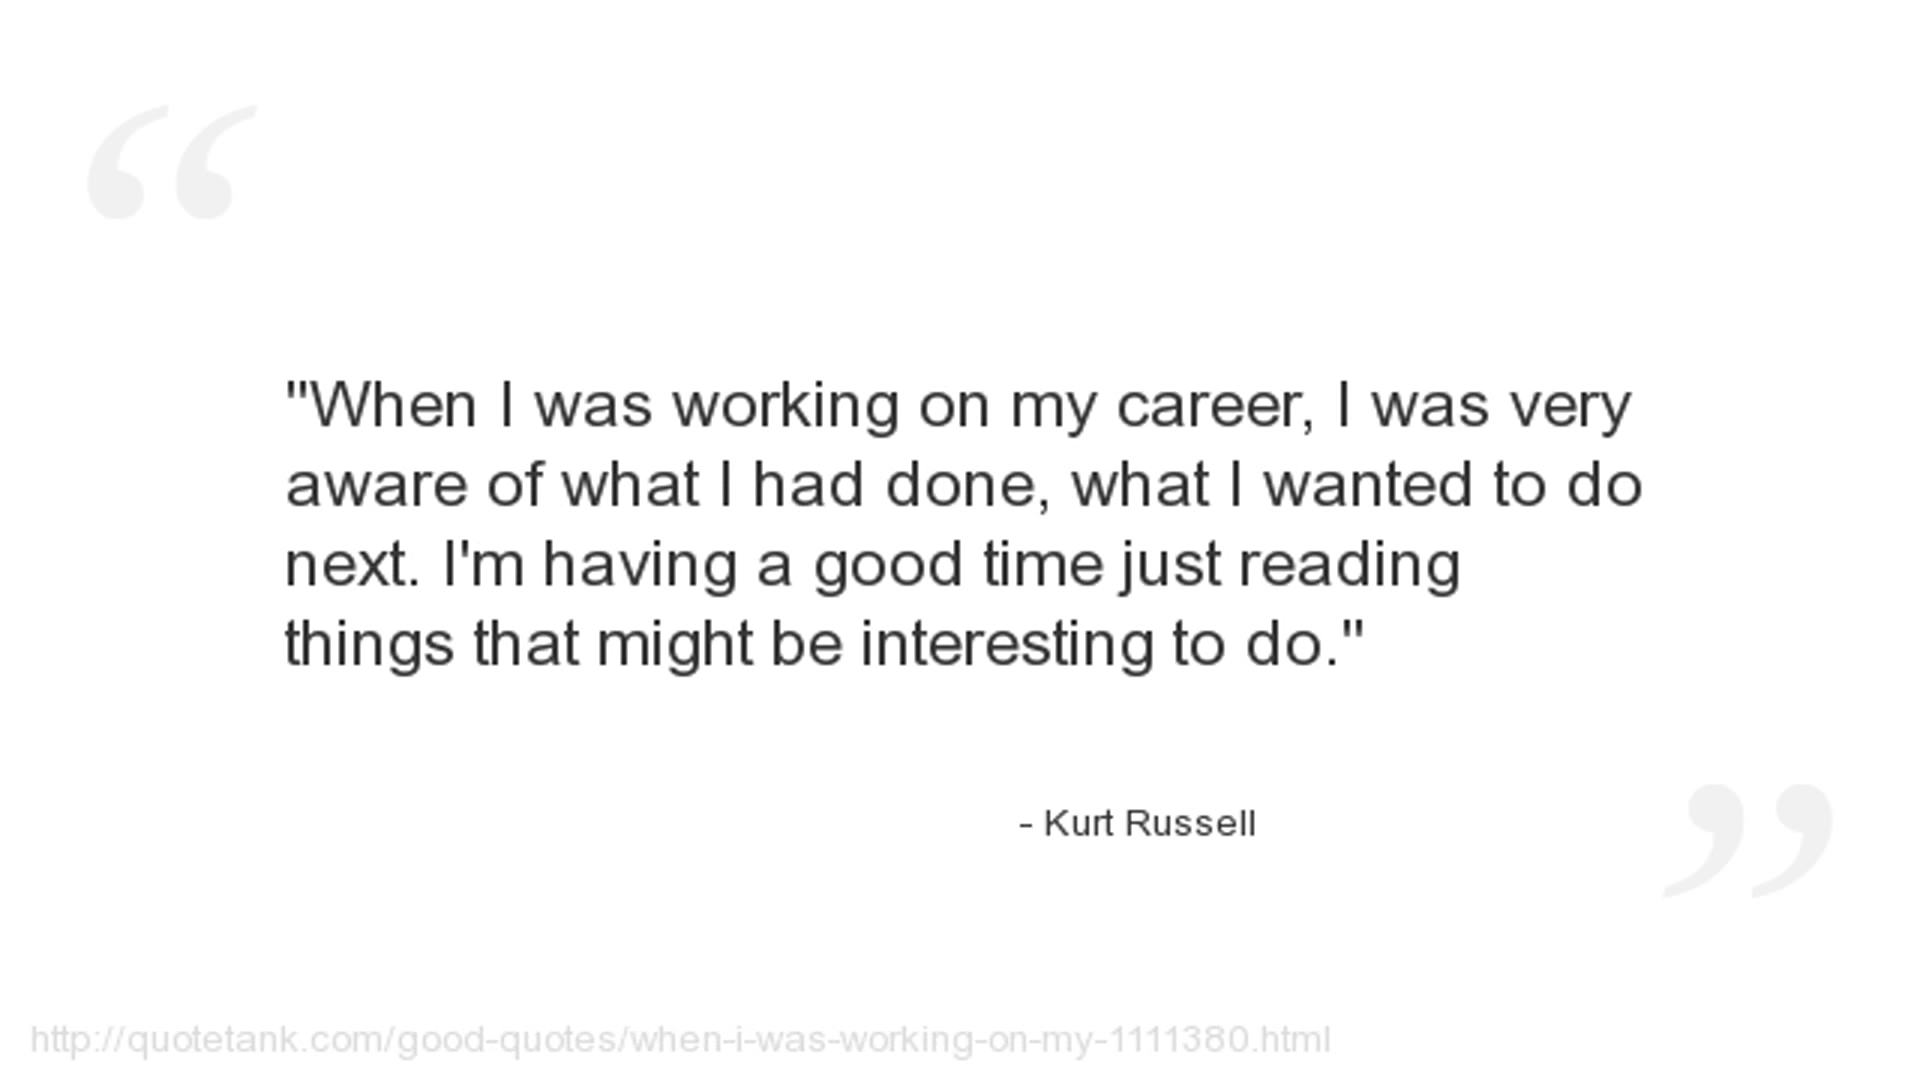 "When I was working on my career, I was very
aware of what I had done, what I wanted to do
next. I'm having a good time just reading
things that might be interesting to do."
- Kurt Russell
http://quotetank.com/good-quotes/when-i-was-working-on-my-1111380.html